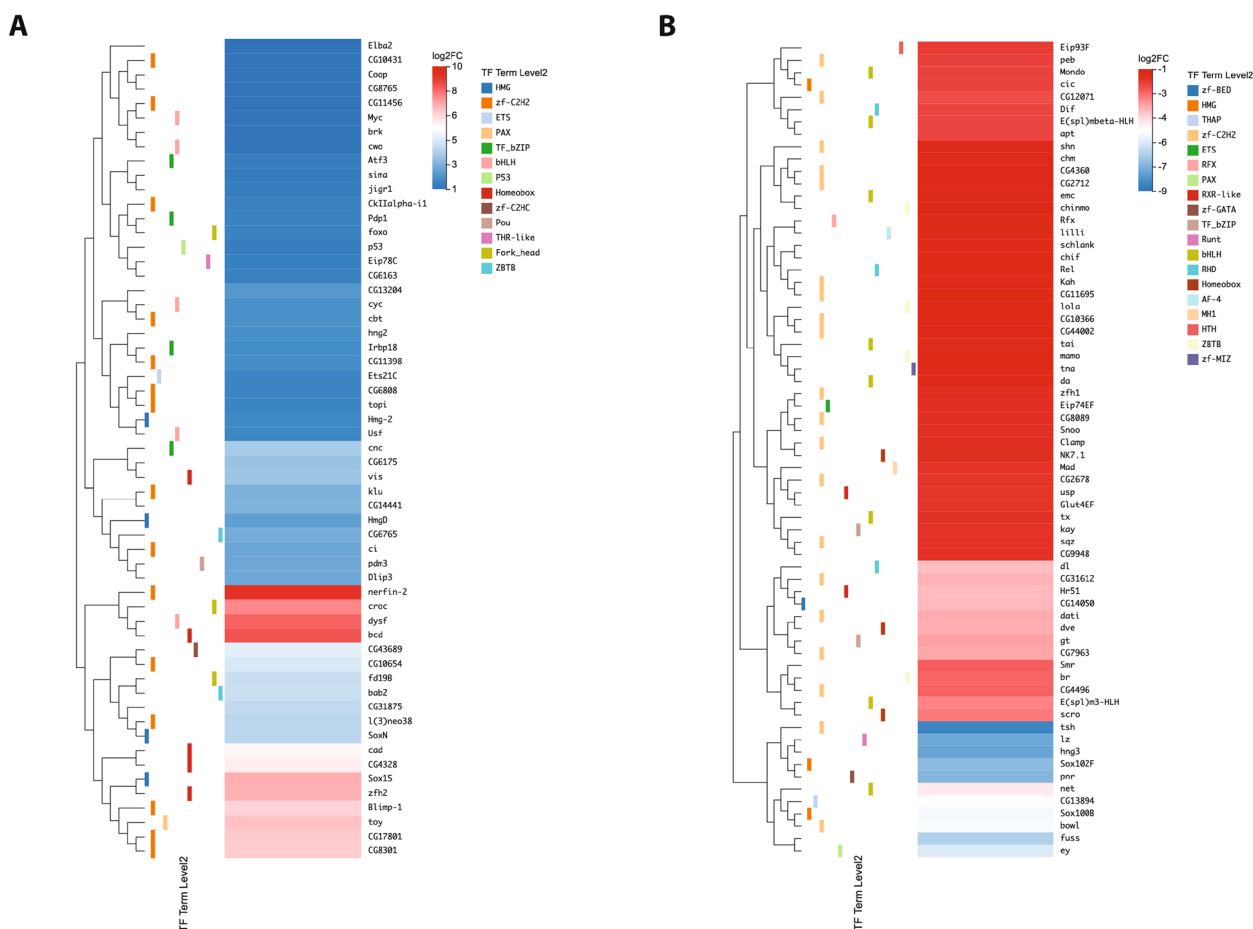 A
Elba2
CG10431
Coop
CG8765
CG11456
Myc
brk
cwo
Atf3
sima
jigr1
CkIIalpha-i1
Pdp1
foxo
p53
Eip78C
CG6163
CG13204
cyc
cbt
hng2
Irbp18
CG11398
Ets21C
CG6808
topi
Hmg-2
Usf
cnc
CG6175
vis
klu
CG14441
HmgD
CG6765
ci
pdm3
Dlip3
nerfin-2
croc
dysf
bcd
CG43689
CG10654
fd19B
bab2
CG31875
l(3)neo38
SoxN
cad
CG4328
Sox15
zfh2
Blimp-1
toy
CG17801
CG8301
log2FC
10
9
7
5
3
1
TF Term Level2
HMG
zf-C2H2
ETS
PAX
TF_bZIP
bHLH
P53
Homeobox
zf-C2HC
Pou
THR-like
Fork_head
ZBTB
TF Term Level2
B
Eip93F
peb
Mondo
cic
CG12071
Dif
E(spl)mbeta-HLH
apt
shn
chm
CG4360
CG2712
emc
chinmo
Rfx
lilli
schlank
chif
Rel
Kah
CG11695
lola
CG10366
CG44002
tai
mamo
tna
da
zfh1
Eip74EF
CG8089
Snoo
Clamp
NK7.1
Mad
CG2678
usp
Glut4EF
tx
kay
sqz
CG9948
dl
CG31612
Hr51
CG14050
dati
dve
gt
CG7963
Smr
br
CG4496
E(spl)m3-HLH
scro
tsh
lz
hng3
Sox102F
pnr
net
CG13894
Sox100B
bowl
fuss
ey
log2FC
-1
-2
-4
-6
-7
-9
TF Term Level2
zf-BED
HMG
THAP
zf-C2H2
ETS
RFX
PAX
RXR-like
zf-GATA
TF_bZIP
Runt
bHLH
RHD
Homeobox
AF-4
MH1
HTH
ZBTB
zf-MIZ
TF Term Level2